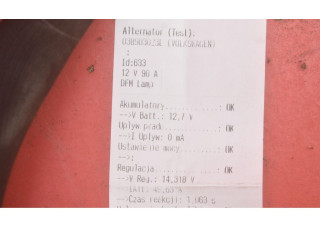 Alternator (Test):
(VOLKSWAGEN)
:
Id:633
12 V 90 A
DFM Lamp
Akumulatory..........: OK
-->V Batt.: 12,7 V
Upływ prądu..........: OK
-->I Upływ: 0 mA
Ustawienie mocy......: OK
-->:
Regulacja............: OK
-->V Reg.: 14,318 V
-->Czas reakcji: 1,663 s